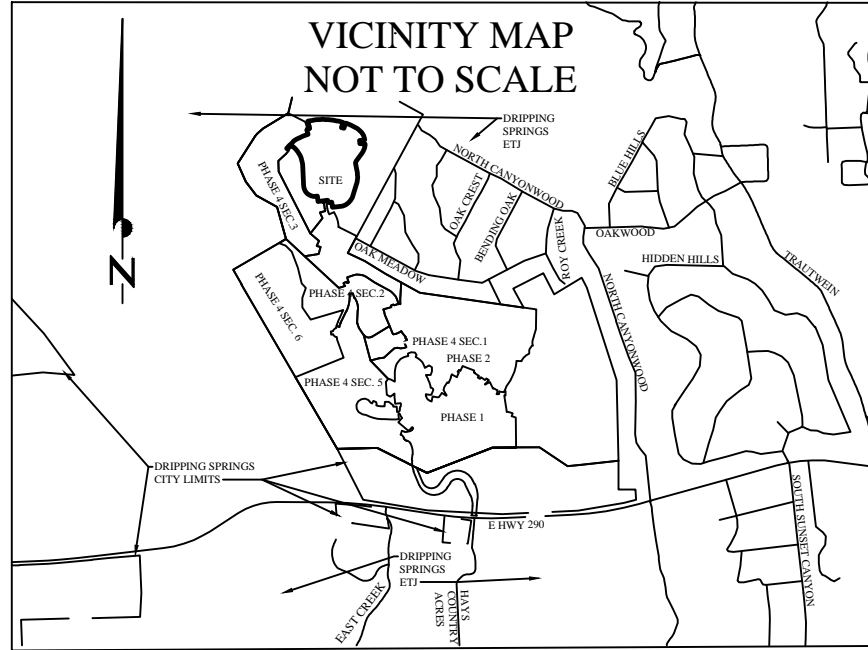 VICINITY MAP
NOT TO SCALE
DRIPPING
SPRINGS
ETJ
NORTH CANYONWOOD
BLUE HILLS
PHASE 4 SEC.3
SITE
OAK CREST
BENDING OAK
ROY CREEK
OAKWOOD
OAK MEADOW
HIDDEN HILLS
TRAUTWEIN
N
PHASE 4 SEC.2
PHASE 4 SEC. 6
NORTH CANYONWOOD
PHASE 4 SEC.1
PHASE 2
PHASE 4 SEC. 5
PHASE 1
DRIPPING SPRINGS
CITY LIMITS
SOUTH SUNSET CANYON
E HWY 290
DRIPPING
SPRINGS
ETJ
EAST CREEK
HAYS
COUNTRY
ACRES